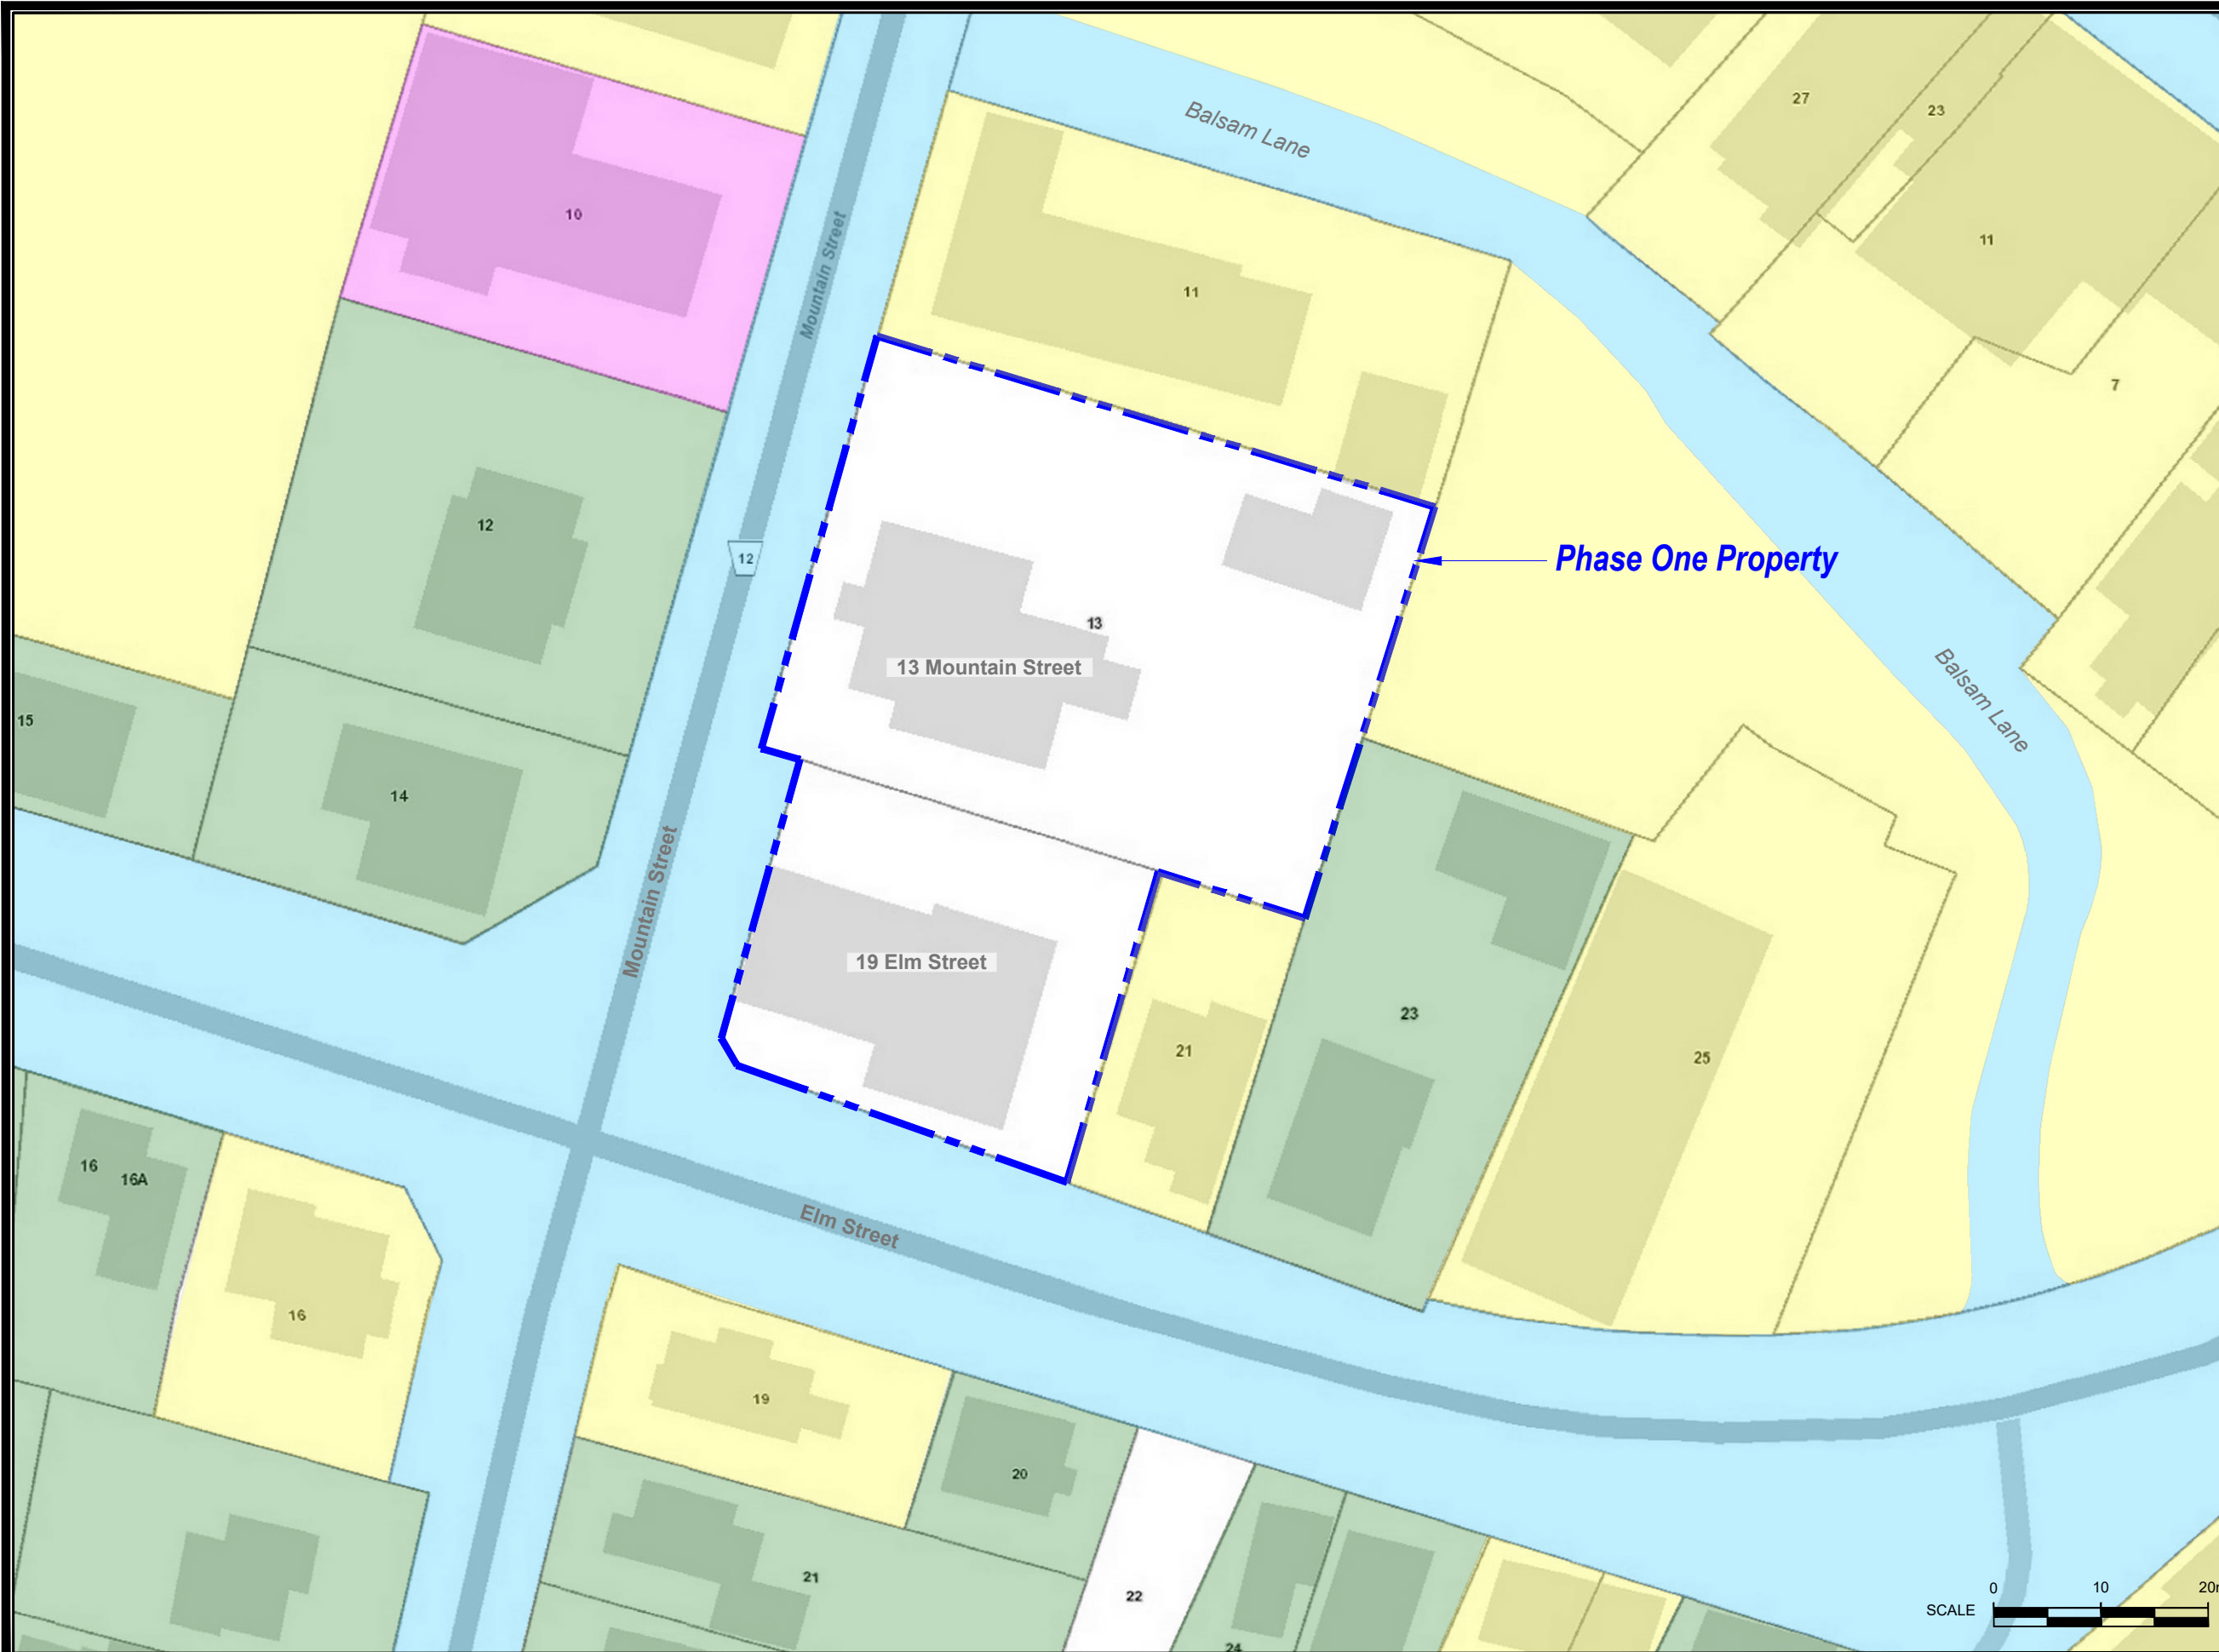 Balsam Lane
27
23
11
10
Mountain Street
11
7
12
12
Phase One Property
13
13 Mountain Street
15
14
Balsam Lane
Mountain Street
19 Elm Street
23
21
25
16
16A
Elm Street
16
19
20
21
22
24
0 10 20m
SCALE